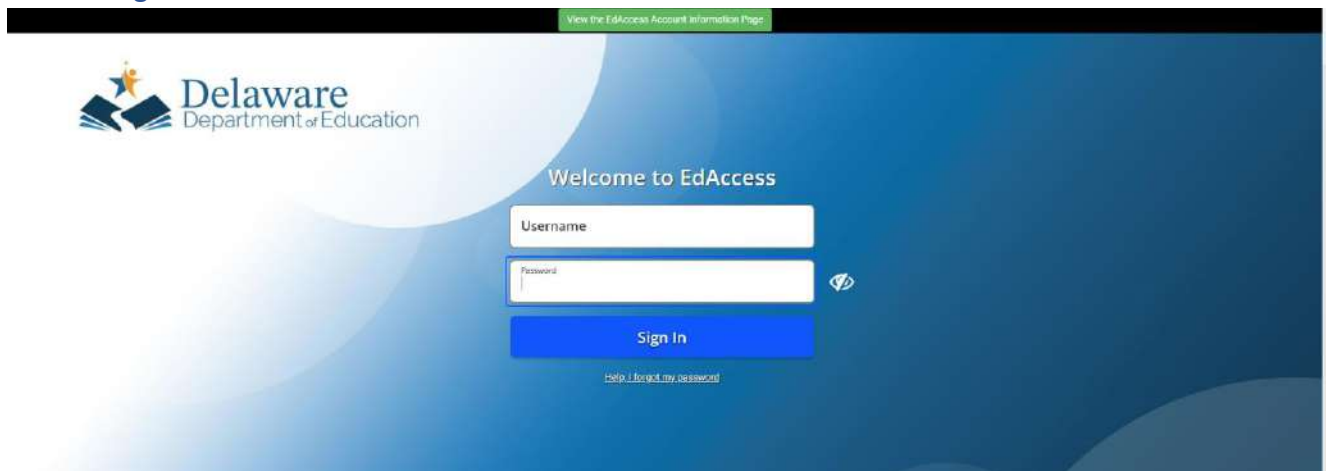 View the EdAccess Account Information Page
Delaware
Department of Education
Welcome to EdAccess
Username
Password
Sign In
Help, I forgot my password